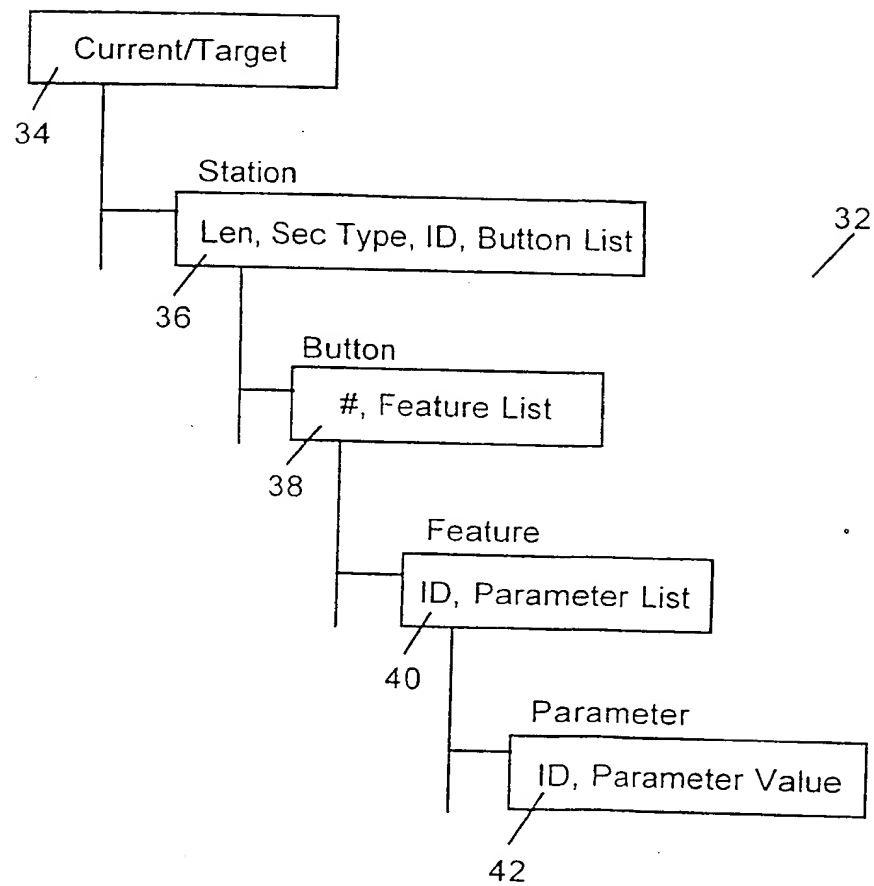 Current/Target
34
Station
Len, Sec Type, ID, Button List
32
36
Button
#, Feature List
38
Feature
ID, Parameter List
40
Parameter
ID, Parameter Value
42